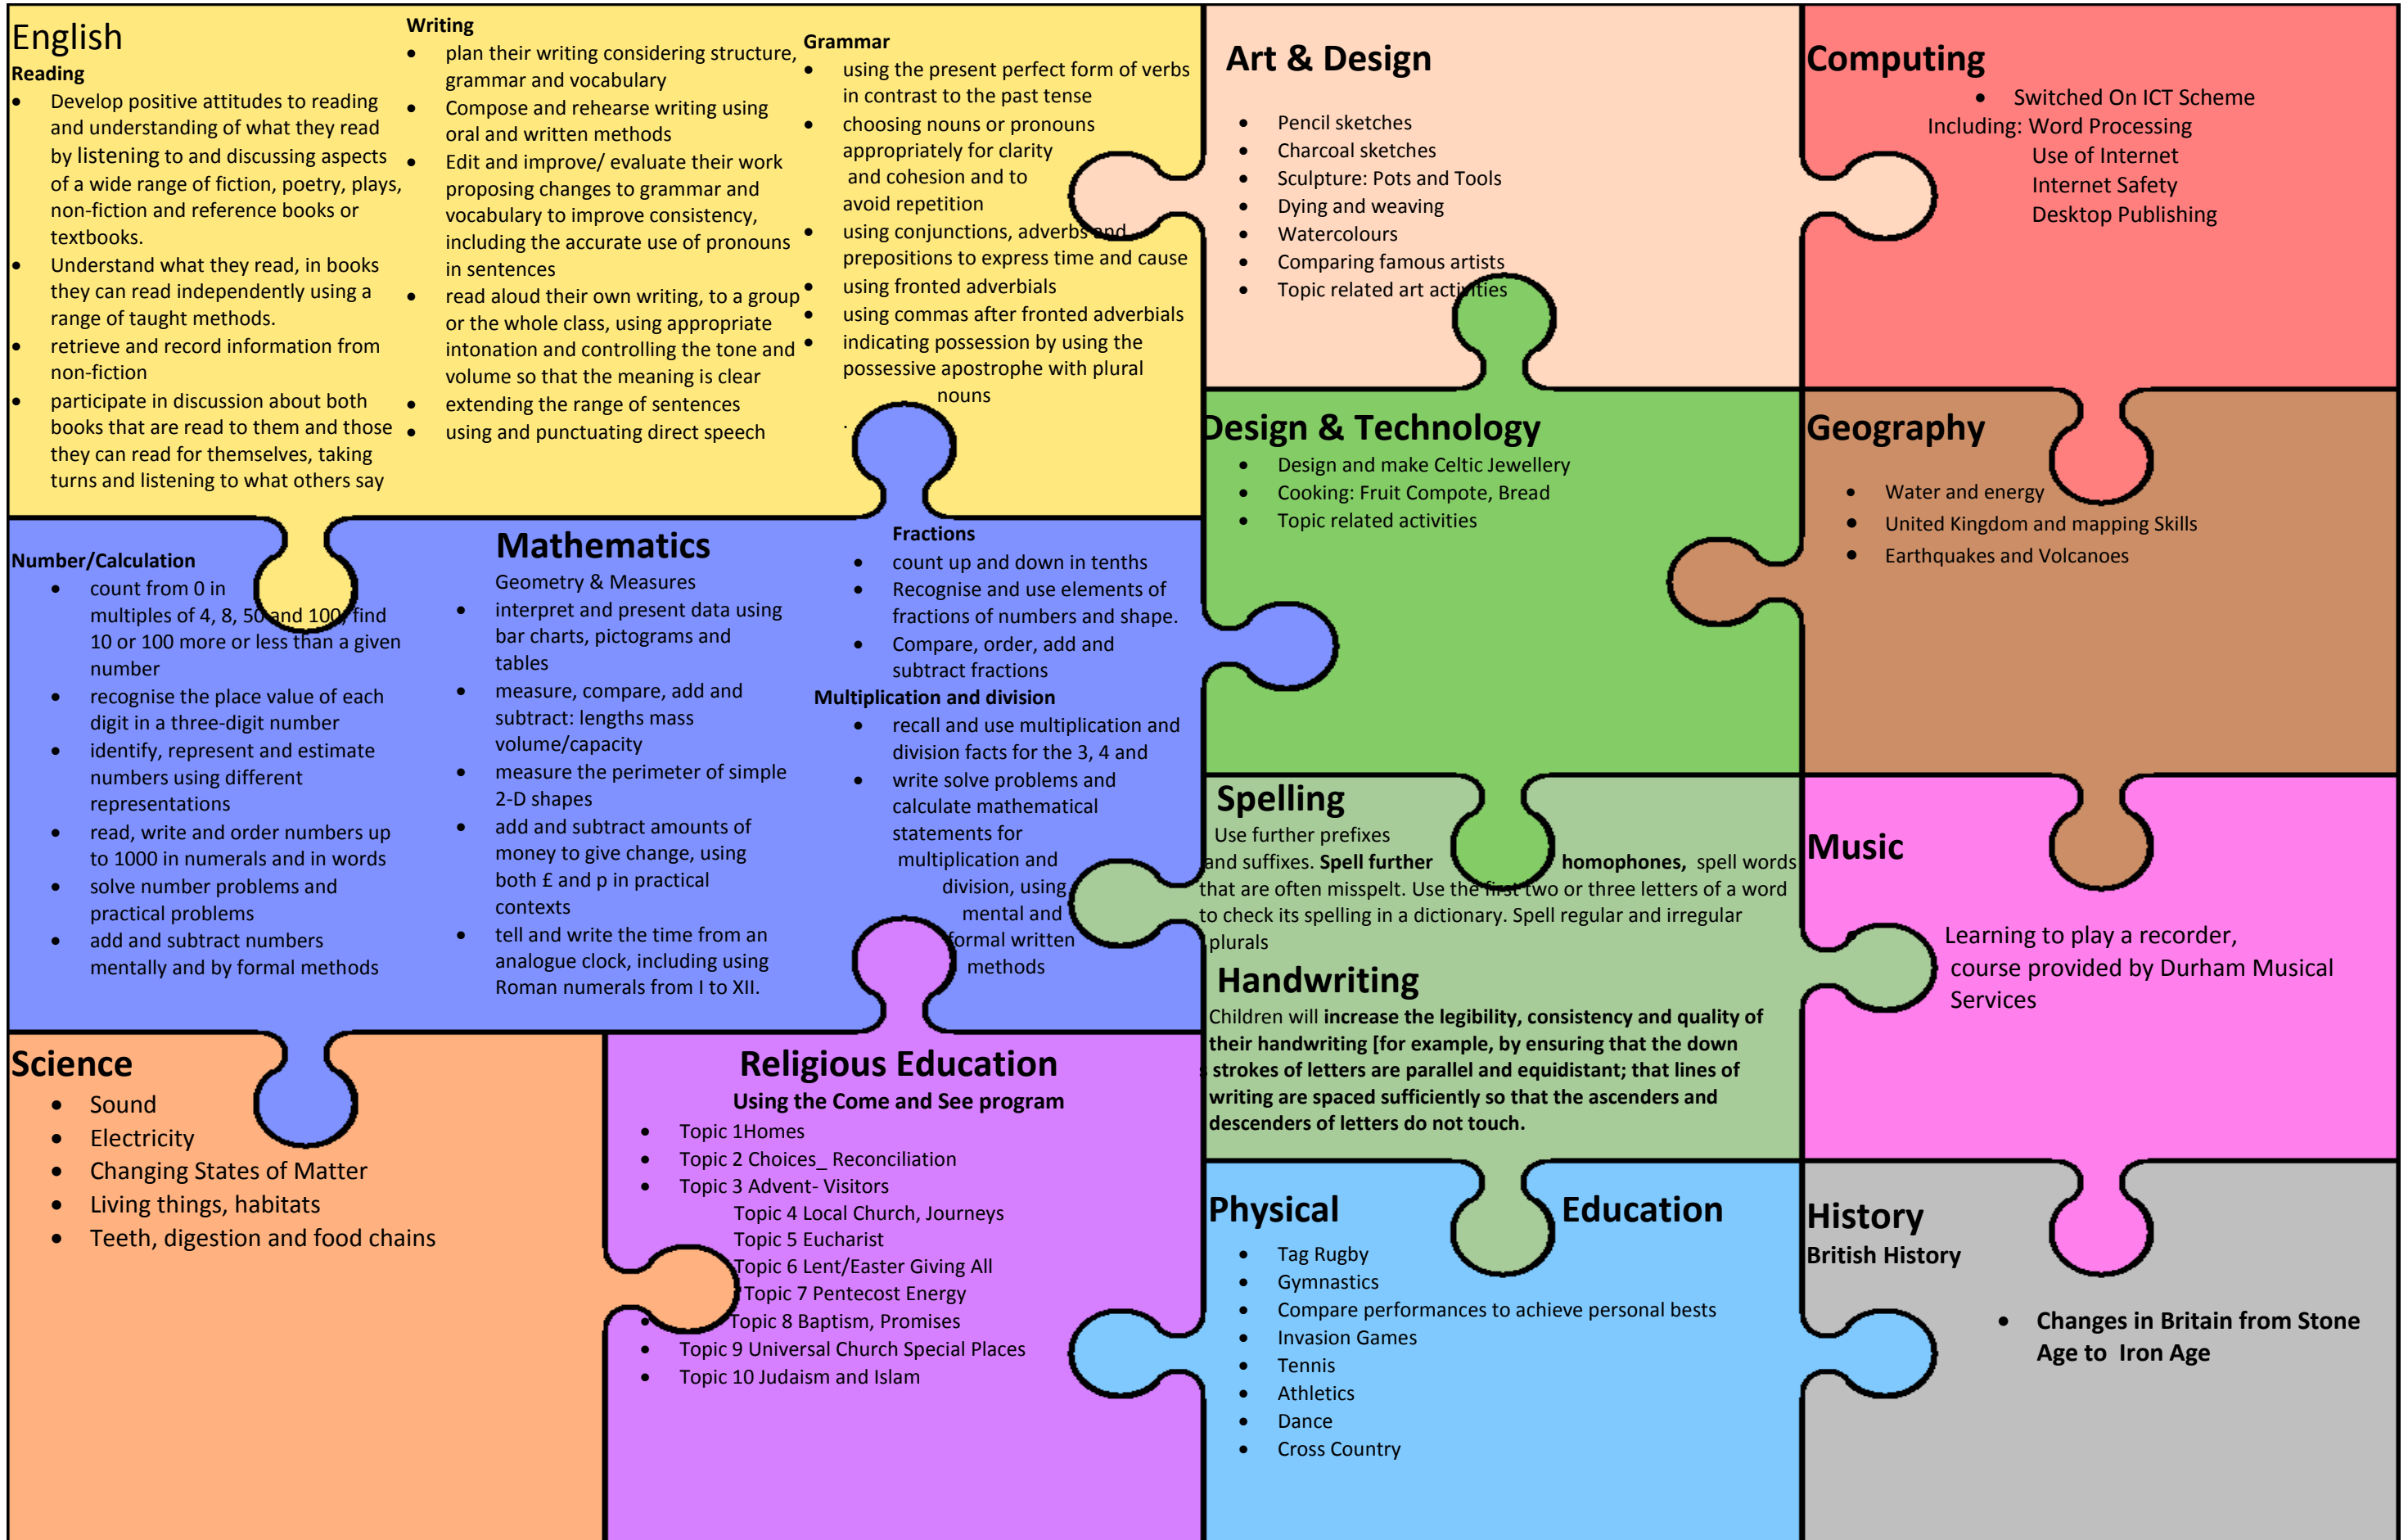 English
Reading
• Develop positive attitudes to reading
and understanding of what they read
by listening to and discussing aspects
of a wide range of fiction, poetry, plays,
non-fiction and reference books or
textbooks.
• Understand what they read, in books
they can read independently using a
range of taught methods.
• retrieve and record information from
non-fiction
• participate in discussion about both
books that are read to them and those
they can read for themselves, taking
turns and listening to what others say
Writing
• plan their writing considering structure,
grammar and vocabulary
• Compose and rehearse writing using
oral and written methods
• Edit and improve/ evaluate their work
proposing changes to grammar and
vocabulary to improve consistency,
including the accurate use of pronouns
in sentences
• read aloud their own writing, to a group
or the whole class, using appropriate
intonation and controlling the tone and
volume so that the meaning is clear
• extending the range of sentences
• using and punctuating direct speech
Grammar
• using the present perfect form of verbs
in contrast to the past tense
• choosing nouns or pronouns
appropriately for clarity
and cohesion and to
avoid repetition
• using conjunctions, adverbs and
prepositions to express time and cause
• using fronted adverbials
• using commas after fronted adverbials
• indicating possession by using the
possessive apostrophe with plural
nouns
.
Art & Design
• Pencil sketches
• Charcoal sketches
• Sculpture: Pots and Tools
• Dying and weaving
• Watercolours
• Comparing famous artists
• Topic related art activities
Computing
• Switched On ICT Scheme
Including: Word Processing
Use of Internet
Internet Safety
Desktop Publishing
Design & Technology
• Design and make Celtic Jewellery
• Cooking: Fruit Compote, Bread
• Topic related activities
Geography
• Water and energy
• United Kingdom and mapping Skills
• Earthquakes and Volcanoes
Number/Calculation
• count from 0 in
multiples of 4, 8, 50 and 100; find
10 or 100 more or less than a given
number
• recognise the place value of each
digit in a three-digit number
• identify, represent and estimate
numbers using different
representations
• read, write and order numbers up
to 1000 in numerals and in words
• solve number problems and
practical problems
• add and subtract numbers
mentally and by formal methods
Mathematics
Geometry & Measures
• interpret and present data using
bar charts, pictograms and
tables
• measure, compare, add and
subtract: lengths mass
volume/capacity
• measure the perimeter of simple
2-D shapes
• add and subtract amounts of
money to give change, using
both £ and p in practical
contexts
• tell and write the time from an
analogue clock, including using
Roman numerals from I to XII.
Fractions
• count up and down in tenths
• Recognise and use elements of
fractions of numbers and shape.
• Compare, order, add and
subtract fractions
Multiplication and division
• recall and use multiplication and
division facts for the 3, 4 and
• write solve problems and
calculate mathematical
statements for
multiplication and
division, using
mental and
formal written
methods
Spelling
Use further prefixes
and suffixes. Spell further homophones, spell words
that are often misspelt. Use the first two or three letters of a word
to check its spelling in a dictionary. Spell regular and irregular
plurals
Handwriting
Children will increase the legibility, consistency and quality of
their handwriting [for example, by ensuring that the down
s strokes of letters are parallel and equidistant; that lines of
writing are spaced sufficiently so that the ascenders and
descenders of letters do not touch.
Music
• Learning to play a recorder,
course provided by Durham Musical
Services
Science
• Sound
• Electricity
• Changing States of Matter
• Living things, habitats
• Teeth, digestion and food chains
Religious Education
Using the Come and See program
• Topic 1Homes
• Topic 2 Choices_ Reconciliation
• Topic 3 Advent- Visitors
Topic 4 Local Church, Journeys
Topic 5 Eucharist
Topic 6 Lent/Easter Giving All
Topic 7 Pentecost Energy
• Topic 8 Baptism, Promises
• Topic 9 Universal Church Special Places
• Topic 10 Judaism and Islam
Physical Education
• Tag Rugby
• Gymnastics
• Compare performances to achieve personal bests
• Invasion Games
• Tennis
• Athletics
• Dance
• Cross Country
History
British History
• Changes in Britain from Stone
Age to Iron Age